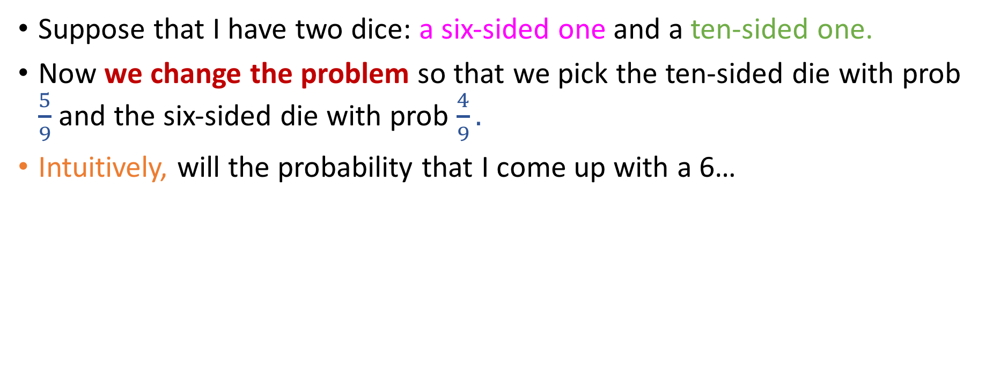 • Suppose that I have two dice: a six-sided one and a ten-sided one.
• Now we change the problem so that we pick the ten-sided die with prob
5/9 and the six-sided die with prob 4/9.
• Intuitively, will the probability that I come up with a 6…